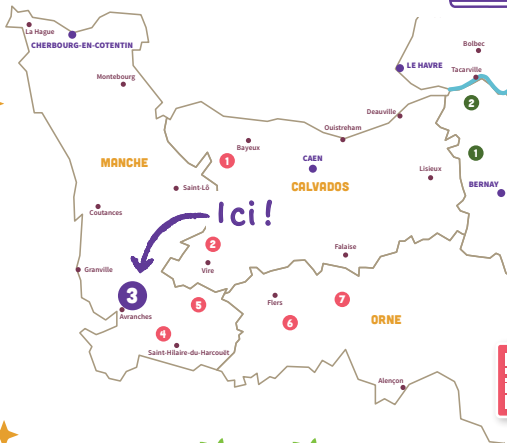 La Hague
CHERBOURG-EN-COTENTIN
Bolbec
LE HAVRE
Tacarville
Montebourg
2
Deauville
Ouistreham
Bayeux
1
1
CAEN
MANCHE
Lisieux
Saint-Lô
CALVADOS
BERNAY
Coutances
Ici !
2
Falaise
Vire
Granville
3
5
Flers
7
Avranches
6
ORNE
4
Saint-Hilaire-du-Harcouët
Alençon